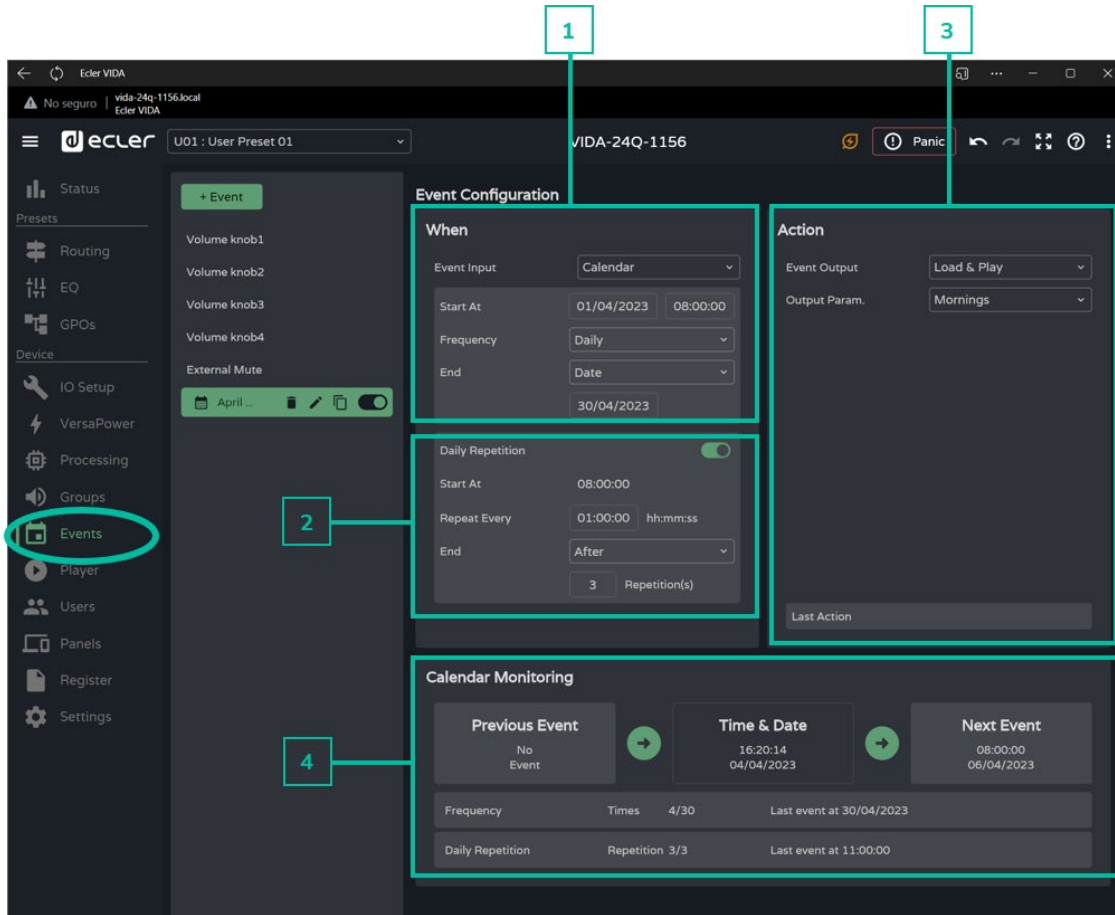 1
3
Ecler VIDA
No seguro
vida-24q-1156.local
Ecler VIDA
ecler
U01 : User Preset 01
VIDA-24Q-1156
Panic
Status
Presets
Routing
EQ
GPOs
Device
IO Setup
VersaPower
Processing
Groups
Events
Player
Users
Panels
Register
Settings
+ Event
Volume knob1
Volume knob2
Volume knob3
Volume knob4
External Mute
April ...
Event Configuration
When
Event Input Calendar
Start At 01/04/2023 08:00:00
Frequency Daily
End Date
30/04/2023
2
Daily Repetition
Start At 08:00:00
Repeat Every 01:00:00 hh:mm:ss
End After
3 Repetition(s)
Action
Event Output Load & Play
Output Param. Mornings
Last Action
4
Calendar Monitoring
Previous Event
No
Event
Time & Date
16:20:14
04/04/2023
Next Event
08:00:00
06/04/2023
Frequency Times 4/30 Last event at 30/04/2023
Daily Repetition Repetition 3/3 Last event at 11:00:00